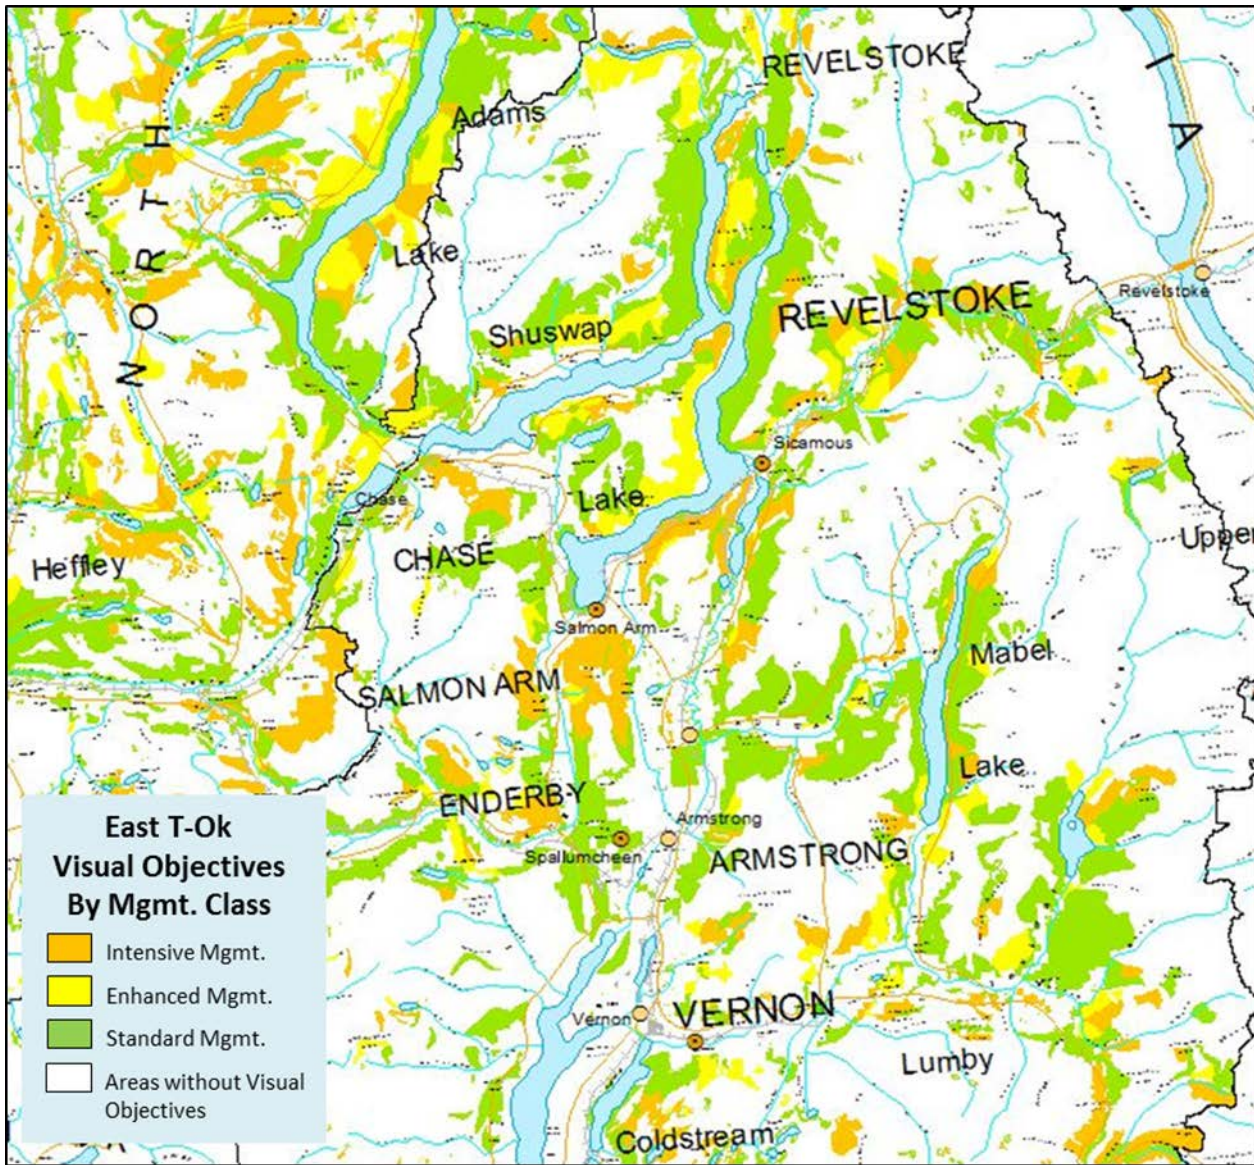 REVELSTOKE
I
A
Adams
NORTH
Lake
REVELSTOKE
Revelstoke
Shuswap
Sicamous
Chase
Lake
CHASE
Upper
Heffley
Salmon Arm
Mabel
SALMON ARM
Lake
ENDERBY
Armstrong
Spallumcheen
ARMSTRONG
East T-Ok
Visual Objectives
By Mgmt. Class
Intensive Mgmt.
Enhanced Mgmt.
Standard Mgmt.
Areas without Visual
Objectives
Vernon
VERNON
Lumby
Coldstream